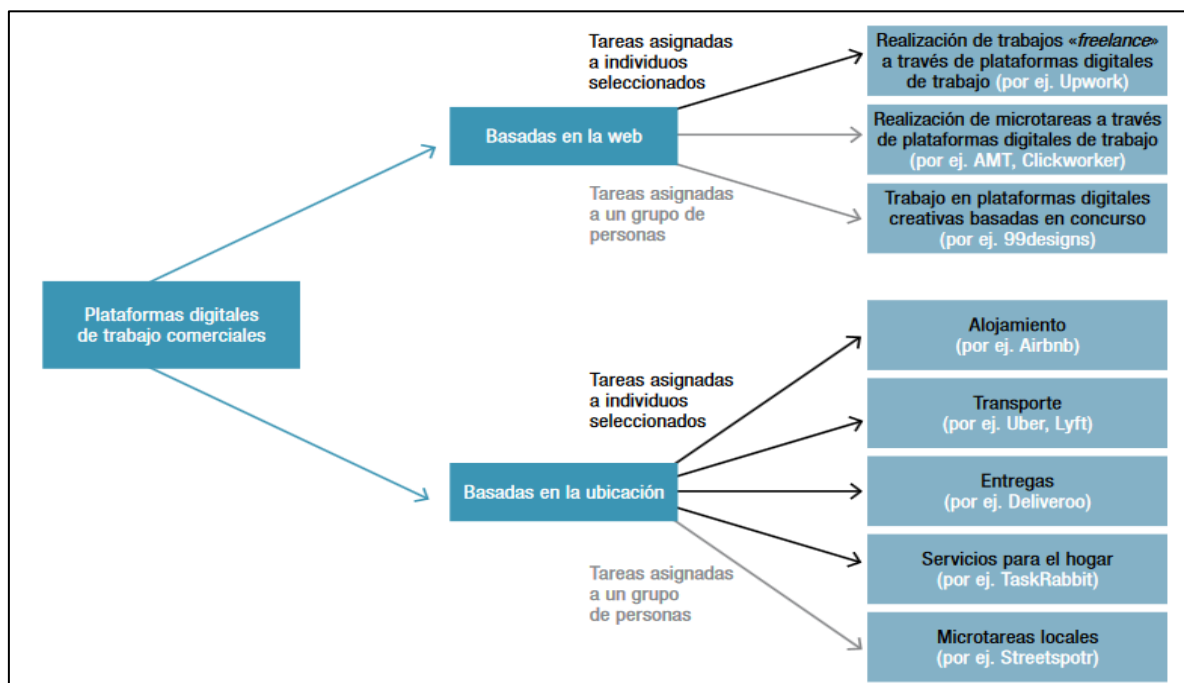 Plataformas digitales
de trabajo comerciales
Tareas asignadas
a individuos
seleccionados
Basadas en la web
Tareas asignadas
a un grupo de
personas
Realización de trabajos «freelance»
a través de plataformas digitales
de trabajo (por ej. Upwork)
Realización de microtareas a través
de plataformas digitales de trabajo
(por ej. AMT, Clickworker)
Trabajo en plataformas digitales
creativas basadas en concurso
(por ej. 99designs)
Tareas asignadas
a individuos
seleccionados
Basadas en la ubicación
Tareas asignadas
a un grupo
de personas
Alojamiento
(por ej. Airbnb)
Transporte
(por ej. Uber, Lyft)
Entregas
(por ej. Deliveroo)
Servicios para el hogar
(por ej. TaskRabbit)
Microtareas locales
(por ej. Streetspotr)